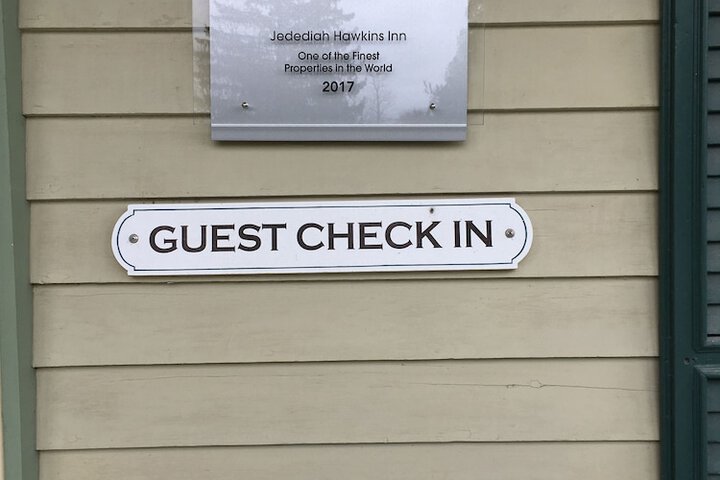 Jedediah Hawkins Inn
One of the Finest
Properties in the World
2017
GUEST CHECK IN